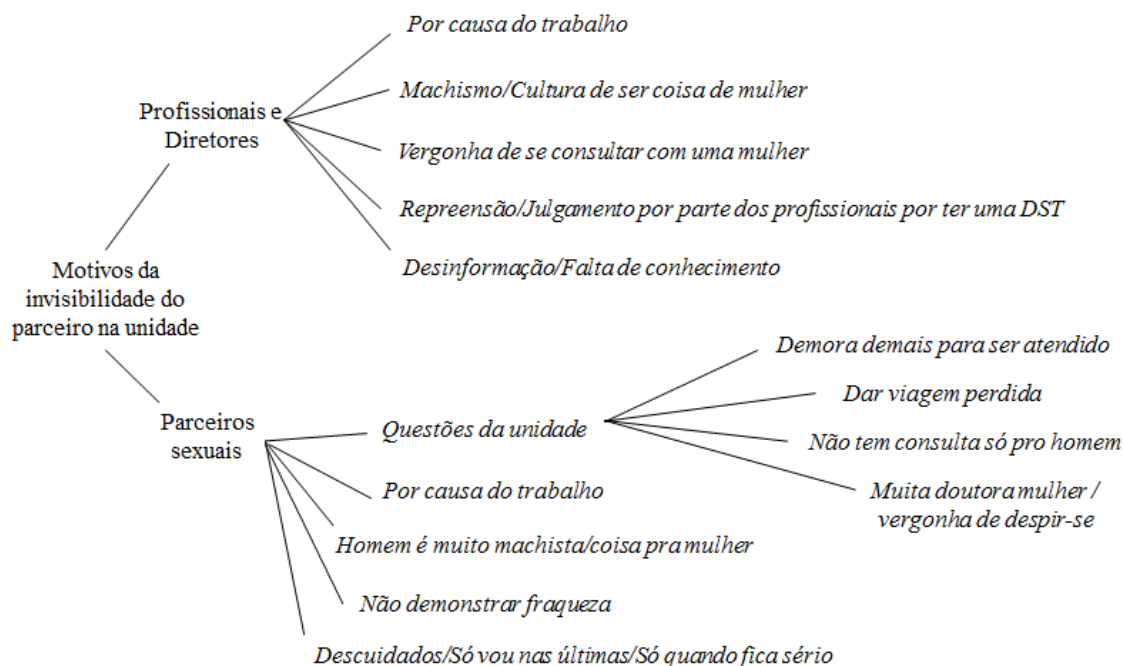 Por causa do trabalho
Machismo/Cultura de ser coisa de mulher
Profissionais e
Diretores
Vergonha de se consultar com uma mulher
Repreensão/Julgamento por parte dos profissionais por ter uma DST
Desinformação/Falta de conhecimento
Motivos da
invisibilidade do
parceiro na unidade
Parceiros
sexuais
Questões da unidade
Demora demais para ser atendido
Dar viagem perdida
Não tem consulta só pro homem
Muita doutora mulher /
vergonha de despir-se
Por causa do trabalho
Homem é muito machista/coisa pra mulher
Não demonstrar fraqueza
Descuidados/Só vou nas últimas/Só quando fica sério